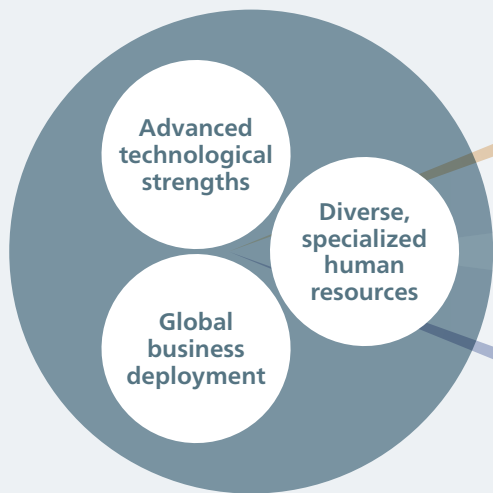 Advanced
technological
strengths
Diverse,
specialized
human
resources
Global
business
deployment